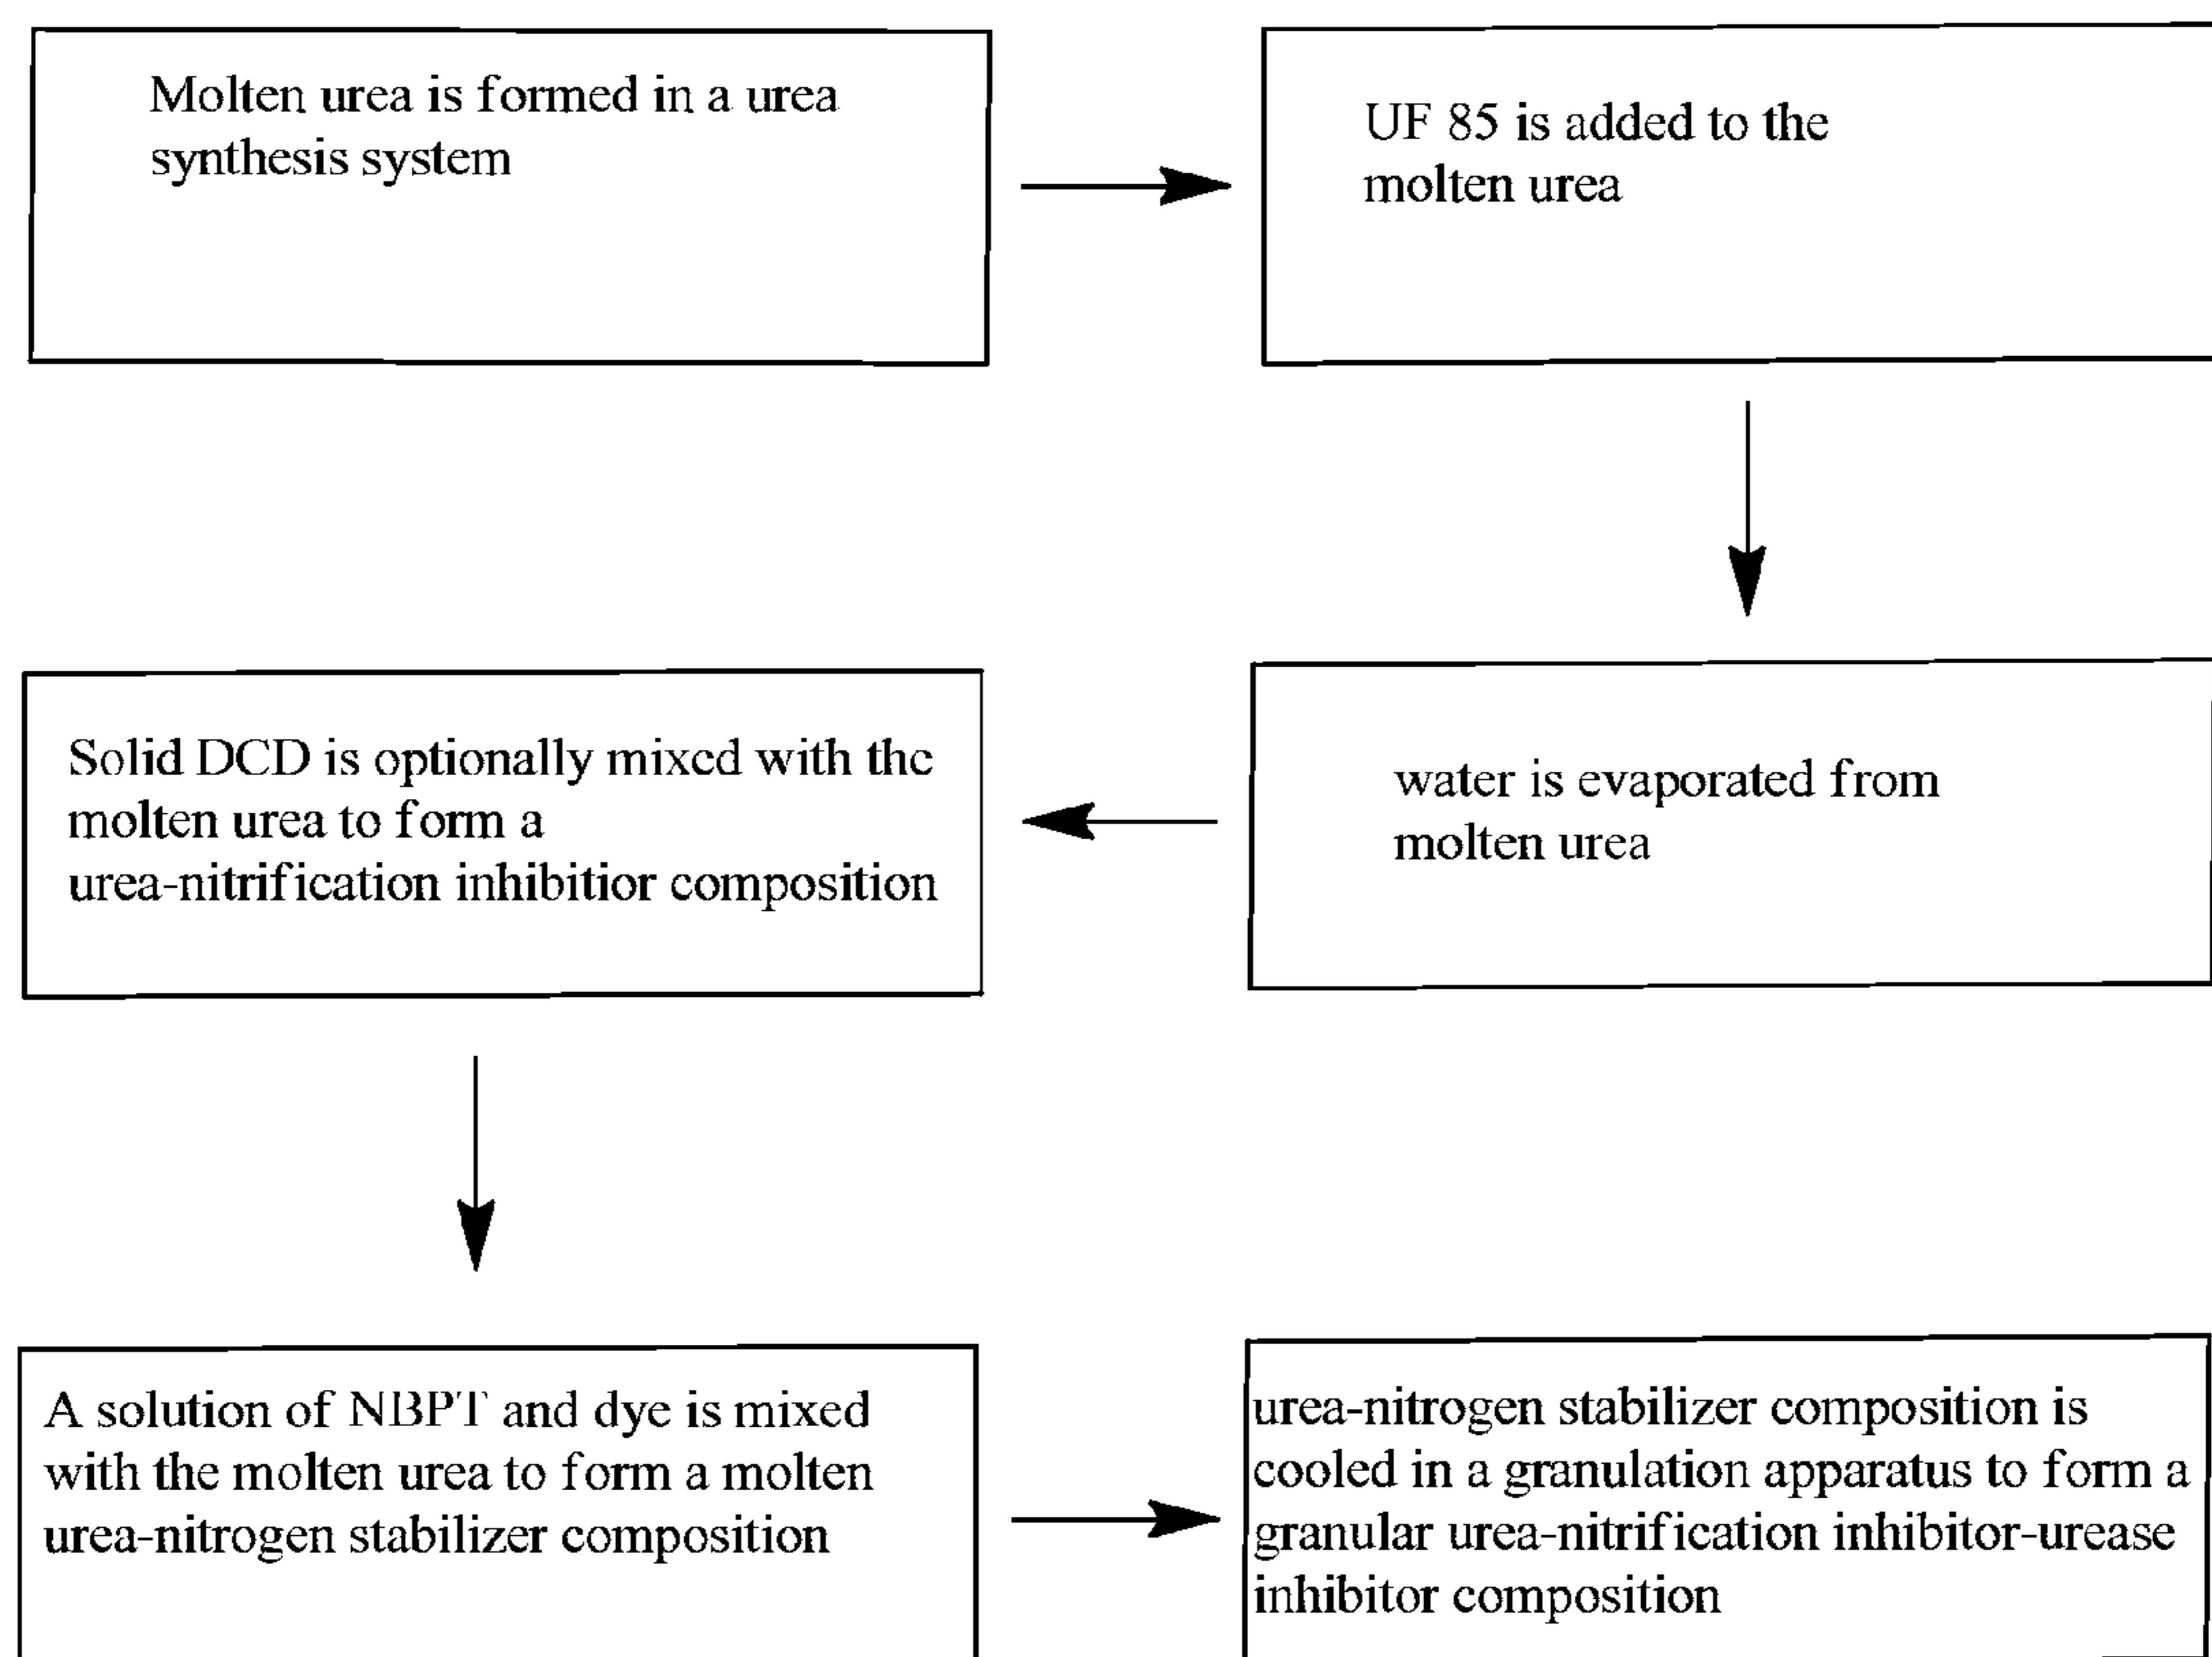 Molten urea is formed in a urea
synthesis system
UF 85 is added to the
molten urea
water is evaporated from
molten urea
Solid DCD is optionally mixed with the
molten urea to form a
urea-nitrification inhibitior composition
A solution of NBPT and dye is mixed
with the molten urea to form a molten
urea-nitrogen stabilizer composition
urea-nitrogen stabilizer composition is
cooled in a granulation apparatus to form a
granular urea-nitrification inhibitor-urease
inhibitor composition